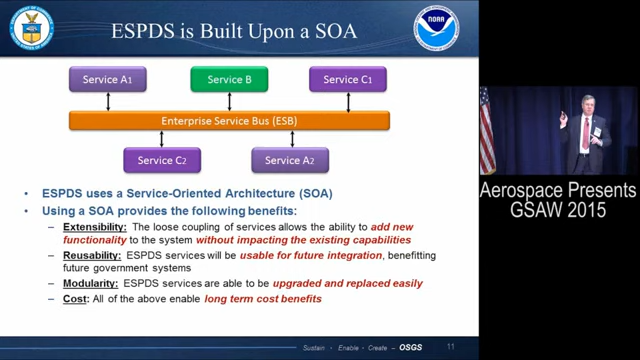 ESPDS is Built Upon a SOA
NOAA
Service A1
Service B
Service C1
Enterprise Service Bus (ESB)
Service C2
Service A2
• ESPDS uses a Service-Oriented Architecture (SOA)
• Using a SOA provides the following benefits:
– Extensibility: The loose coupling of services allows the ability to add new
functionality to the system without impacting the existing capabilities
– Reusability: ESPDS services will be usable for future integration, benefitting
future government systems
– Modularity: ESPDS services are able to be upgraded and replaced easily
– Cost: All of the above enable long term cost benefits
Sustain · Enable · Create – OSGS
11
Aerospace Presents
GSAW 2015